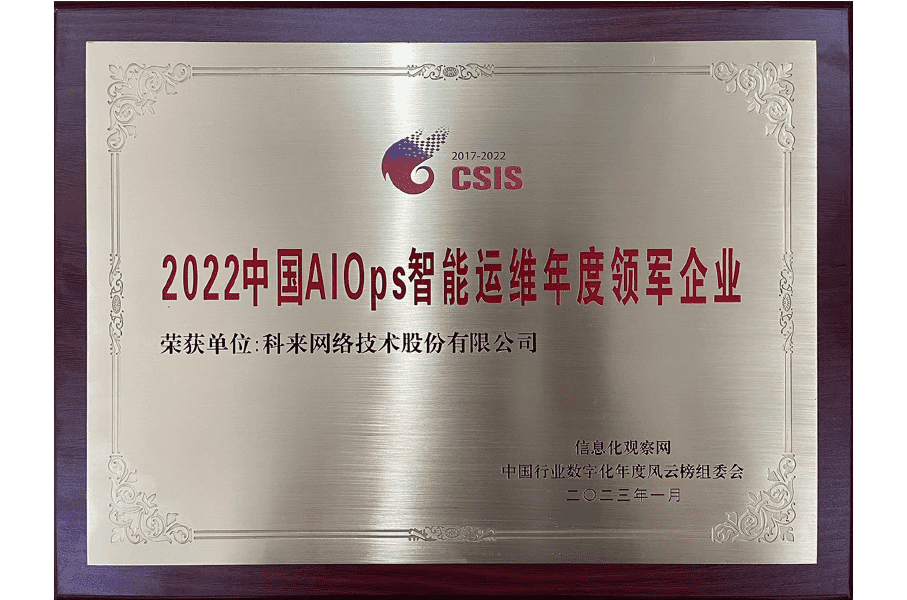 2017-2022
CSIS
2022中国AIOps智能运维年度领军企业
荣获单位:科来网络技术股份有限公司
信息化观察网
中国行业数字化年度风云榜组委会
二〇二三年一月